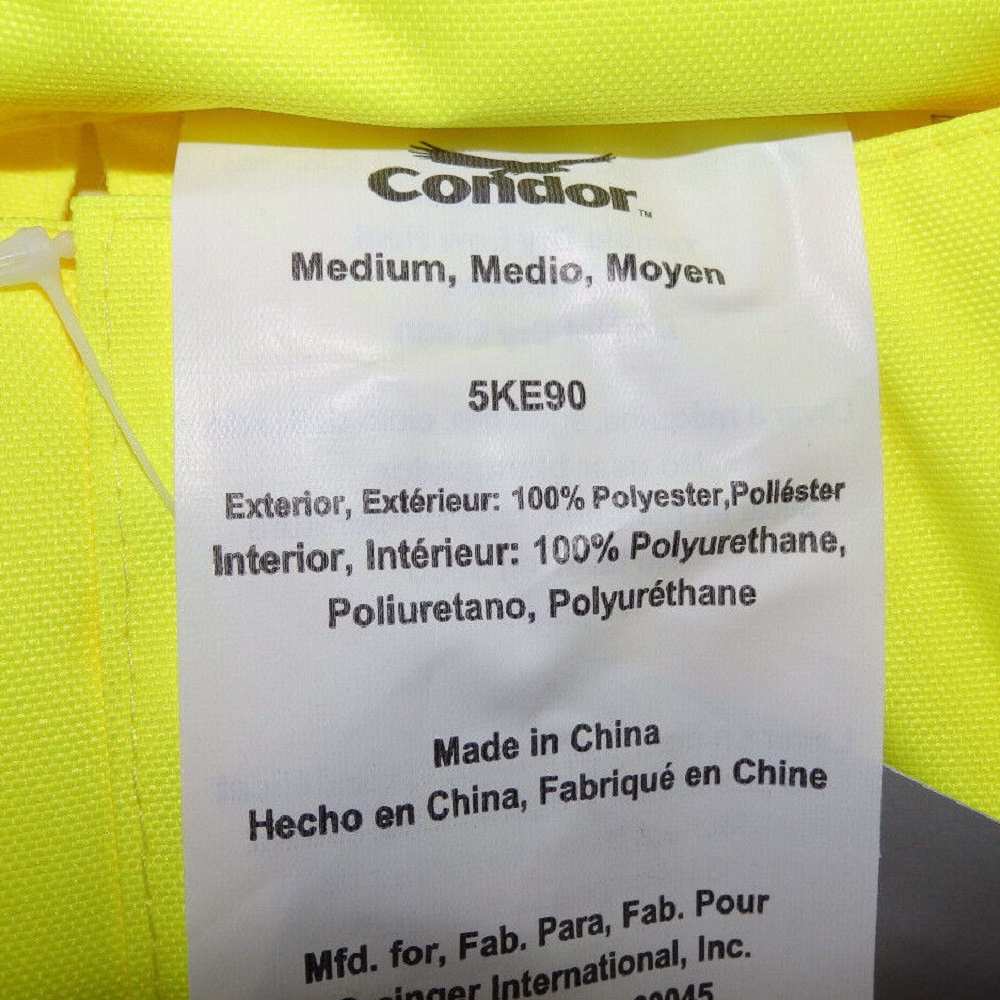 Condor™
Medium, Medio, Moyen
5KE90
Exterior, Extérieur: 100% Polyester,Poliéster
Interior, Intérieur: 100% Polyurethane,
Poliuretano, Polyuréthane
Made in China
Hecho en China, Fabriqué en Chine
Mfd. for, Fab. Para, Fab. Pour
International, Inc.